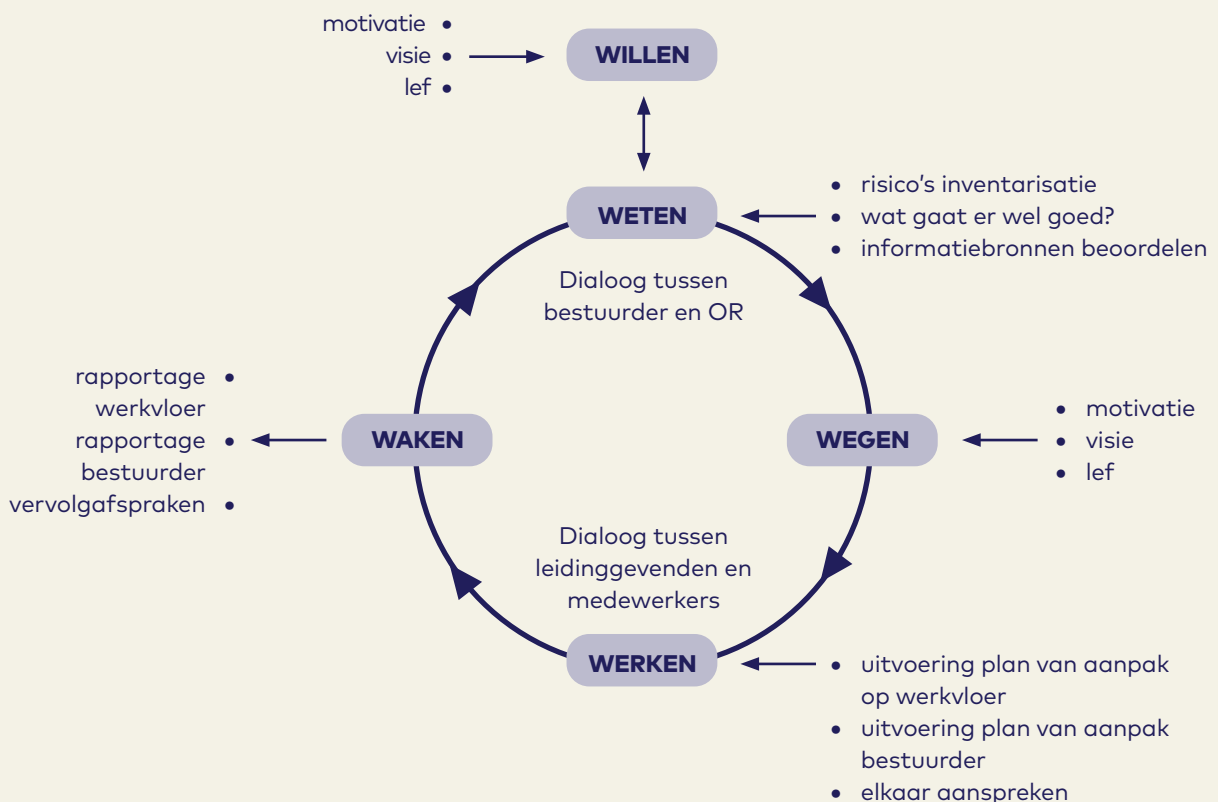 motivatie •
visie •
lef •
WILLEN
WETEN
• risico's inventarisatie
• wat gaat er wel goed?
• informatiebronnen beoordelen
Dialoog tussen
bestuurder en OR
rapportage •
werkvloer
rapportage •
bestuurder
vervolgafspraken •
WAKEN
WEGEN
• motivatie
• visie
• lef
Dialoog tussen
leidinggevenden en
medewerkers
WERKEN
• uitvoering plan van aanpak
op werkvloer
• uitvoering plan van aanpak
bestuurder
• elkaar aanspreken